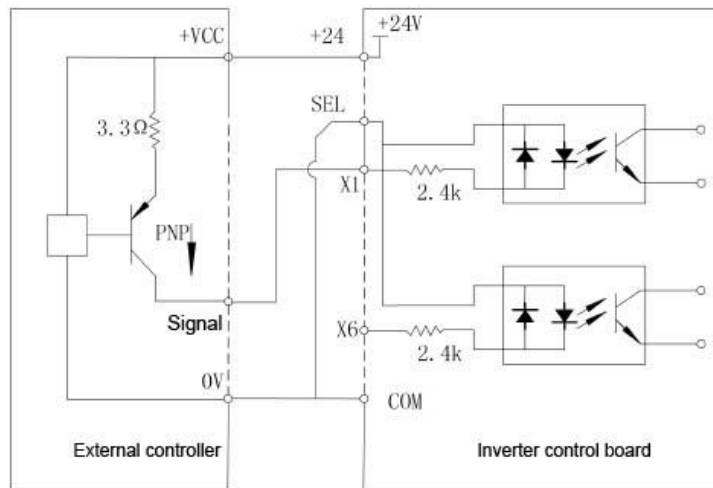 +VCC
+24
+24V
SEL
3.3Ω
X1
2.4k
PNP
Signal
X6
2.4k
0V
COM
External controller
Inverter control board